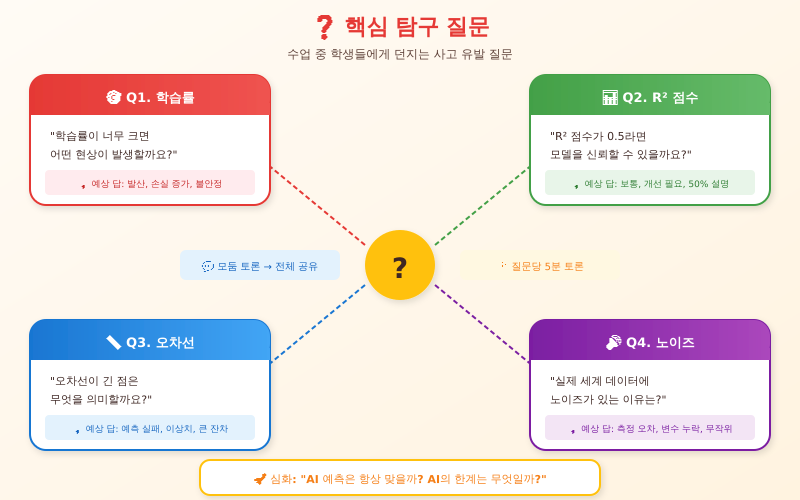 ❓ 핵심 탐구 질문
수업 중 학생들에게 던지는 사고 유발 질문
Q1. 학습률
"학습률이 너무 크면
어떤 현상이 발생할까요?"
예상 답: 발산, 손실 증가, 불안정
Q2. R² 점수
"R² 점수가 0.5라면
모델을 신뢰할 수 있을까요?"
예상 답: 보통, 개선 필요, 50% 설명
모둠 토론 → 전체 공유
?
질문당 5분 토론
Q3. 오차선
"오차선이 긴 점은
무엇을 의미할까요?"
예상 답: 예측 실패, 이상치, 큰 잔차
Q4. 노이즈
"실제 세계 데이터에
노이즈가 있는 이유는?"
예상 답: 측정 오차, 변수 누락, 무작위
심화: "AI 예측은 항상 맞을까? AI의 한계는 무엇일까?"